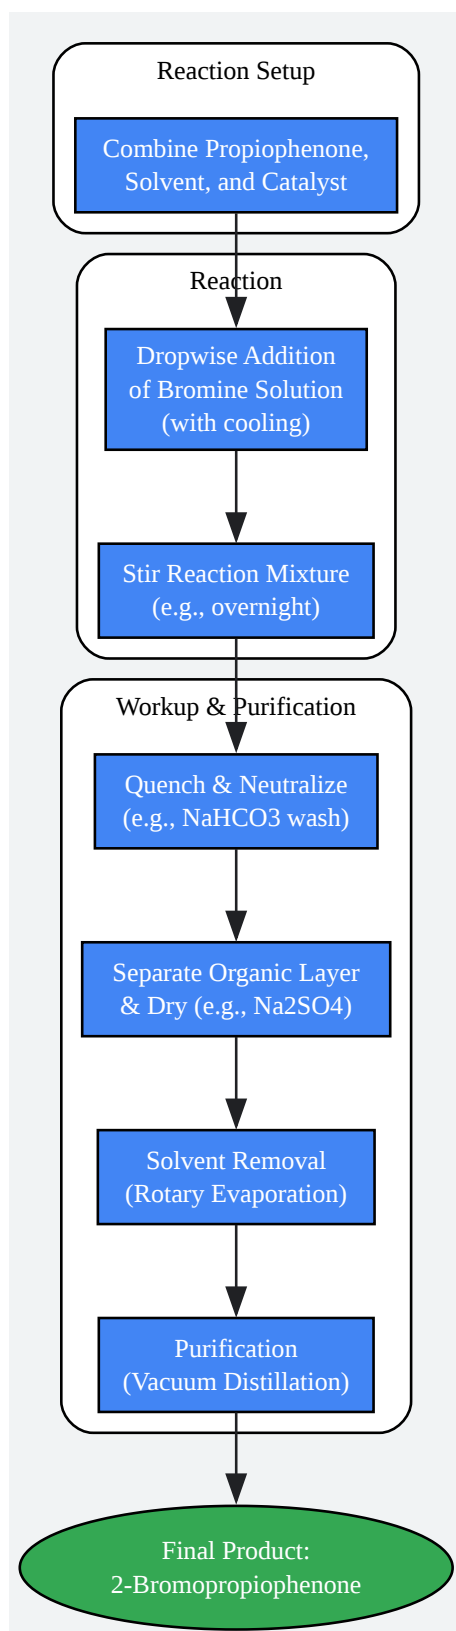 Reaction Setup
Combine Propiophenone,
Solvent, and Catalyst
Reaction
Dropwise Addition
of Bromine Solution
(with cooling)
Stir Reaction Mixture
(e.g., overnight)
Workup & Purification
Quench & Neutralize
(e.g., NaHCO3 wash)
Separate Organic Layer
& Dry (e.g., Na2SO4)
Solvent Removal
(Rotary Evaporation)
Purification
(Vacuum Distillation)
Final Product:
2-Bromopropiophenone